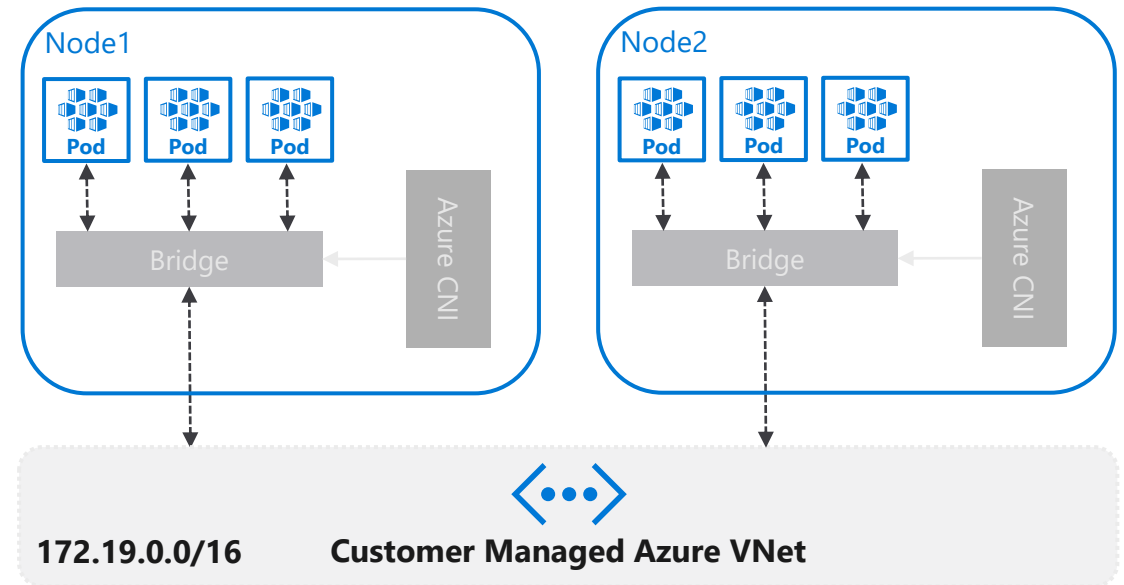 Node1
Node2
Pod Pod Pod
Pod Pod Pod
Bridge
Azure CNI
Bridge
Azure CNI
172.19.0.0/16 Customer Managed Azure VNet